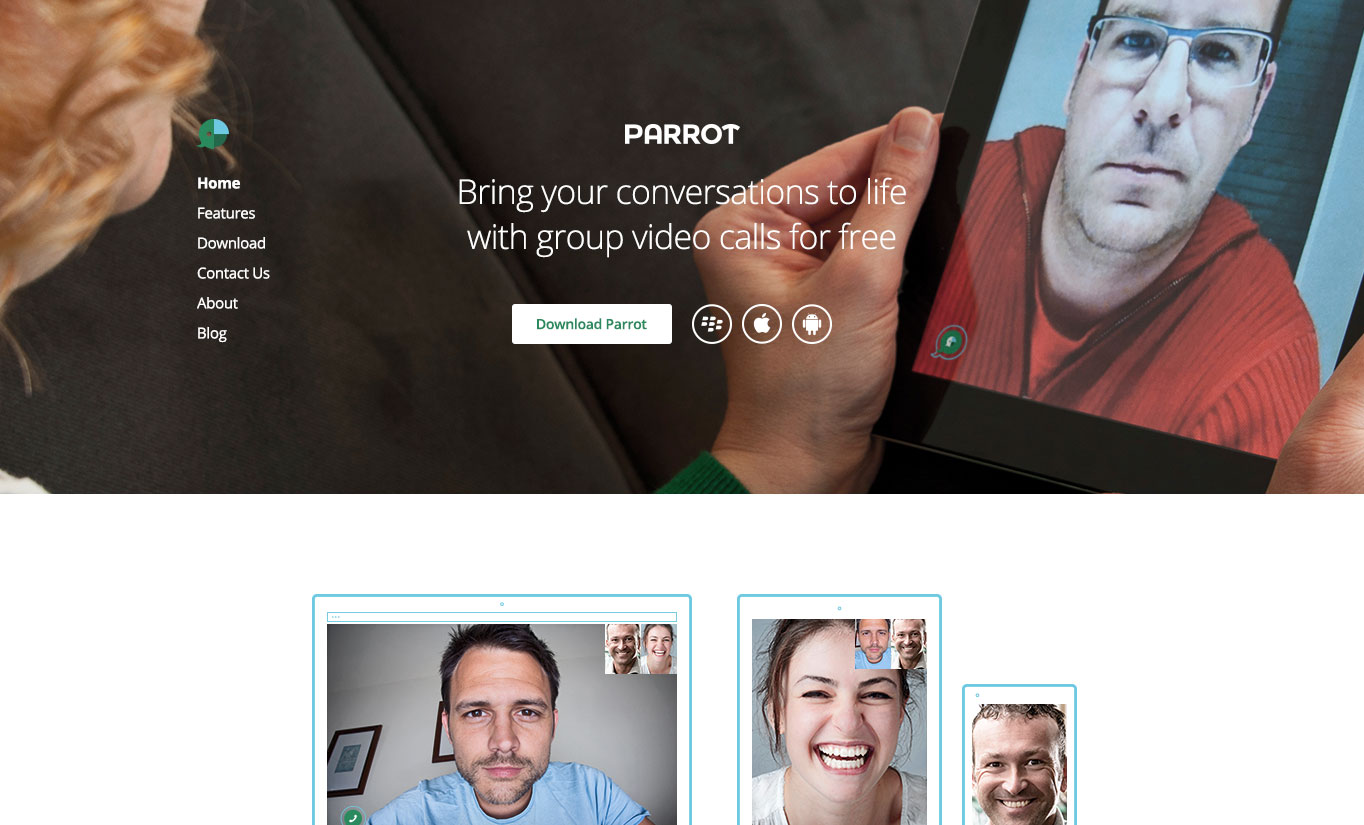 PARROT
Home
Features
Download
Contact Us
About
Blog
Bring your conversations to life
with group video calls for free
Download Parrot